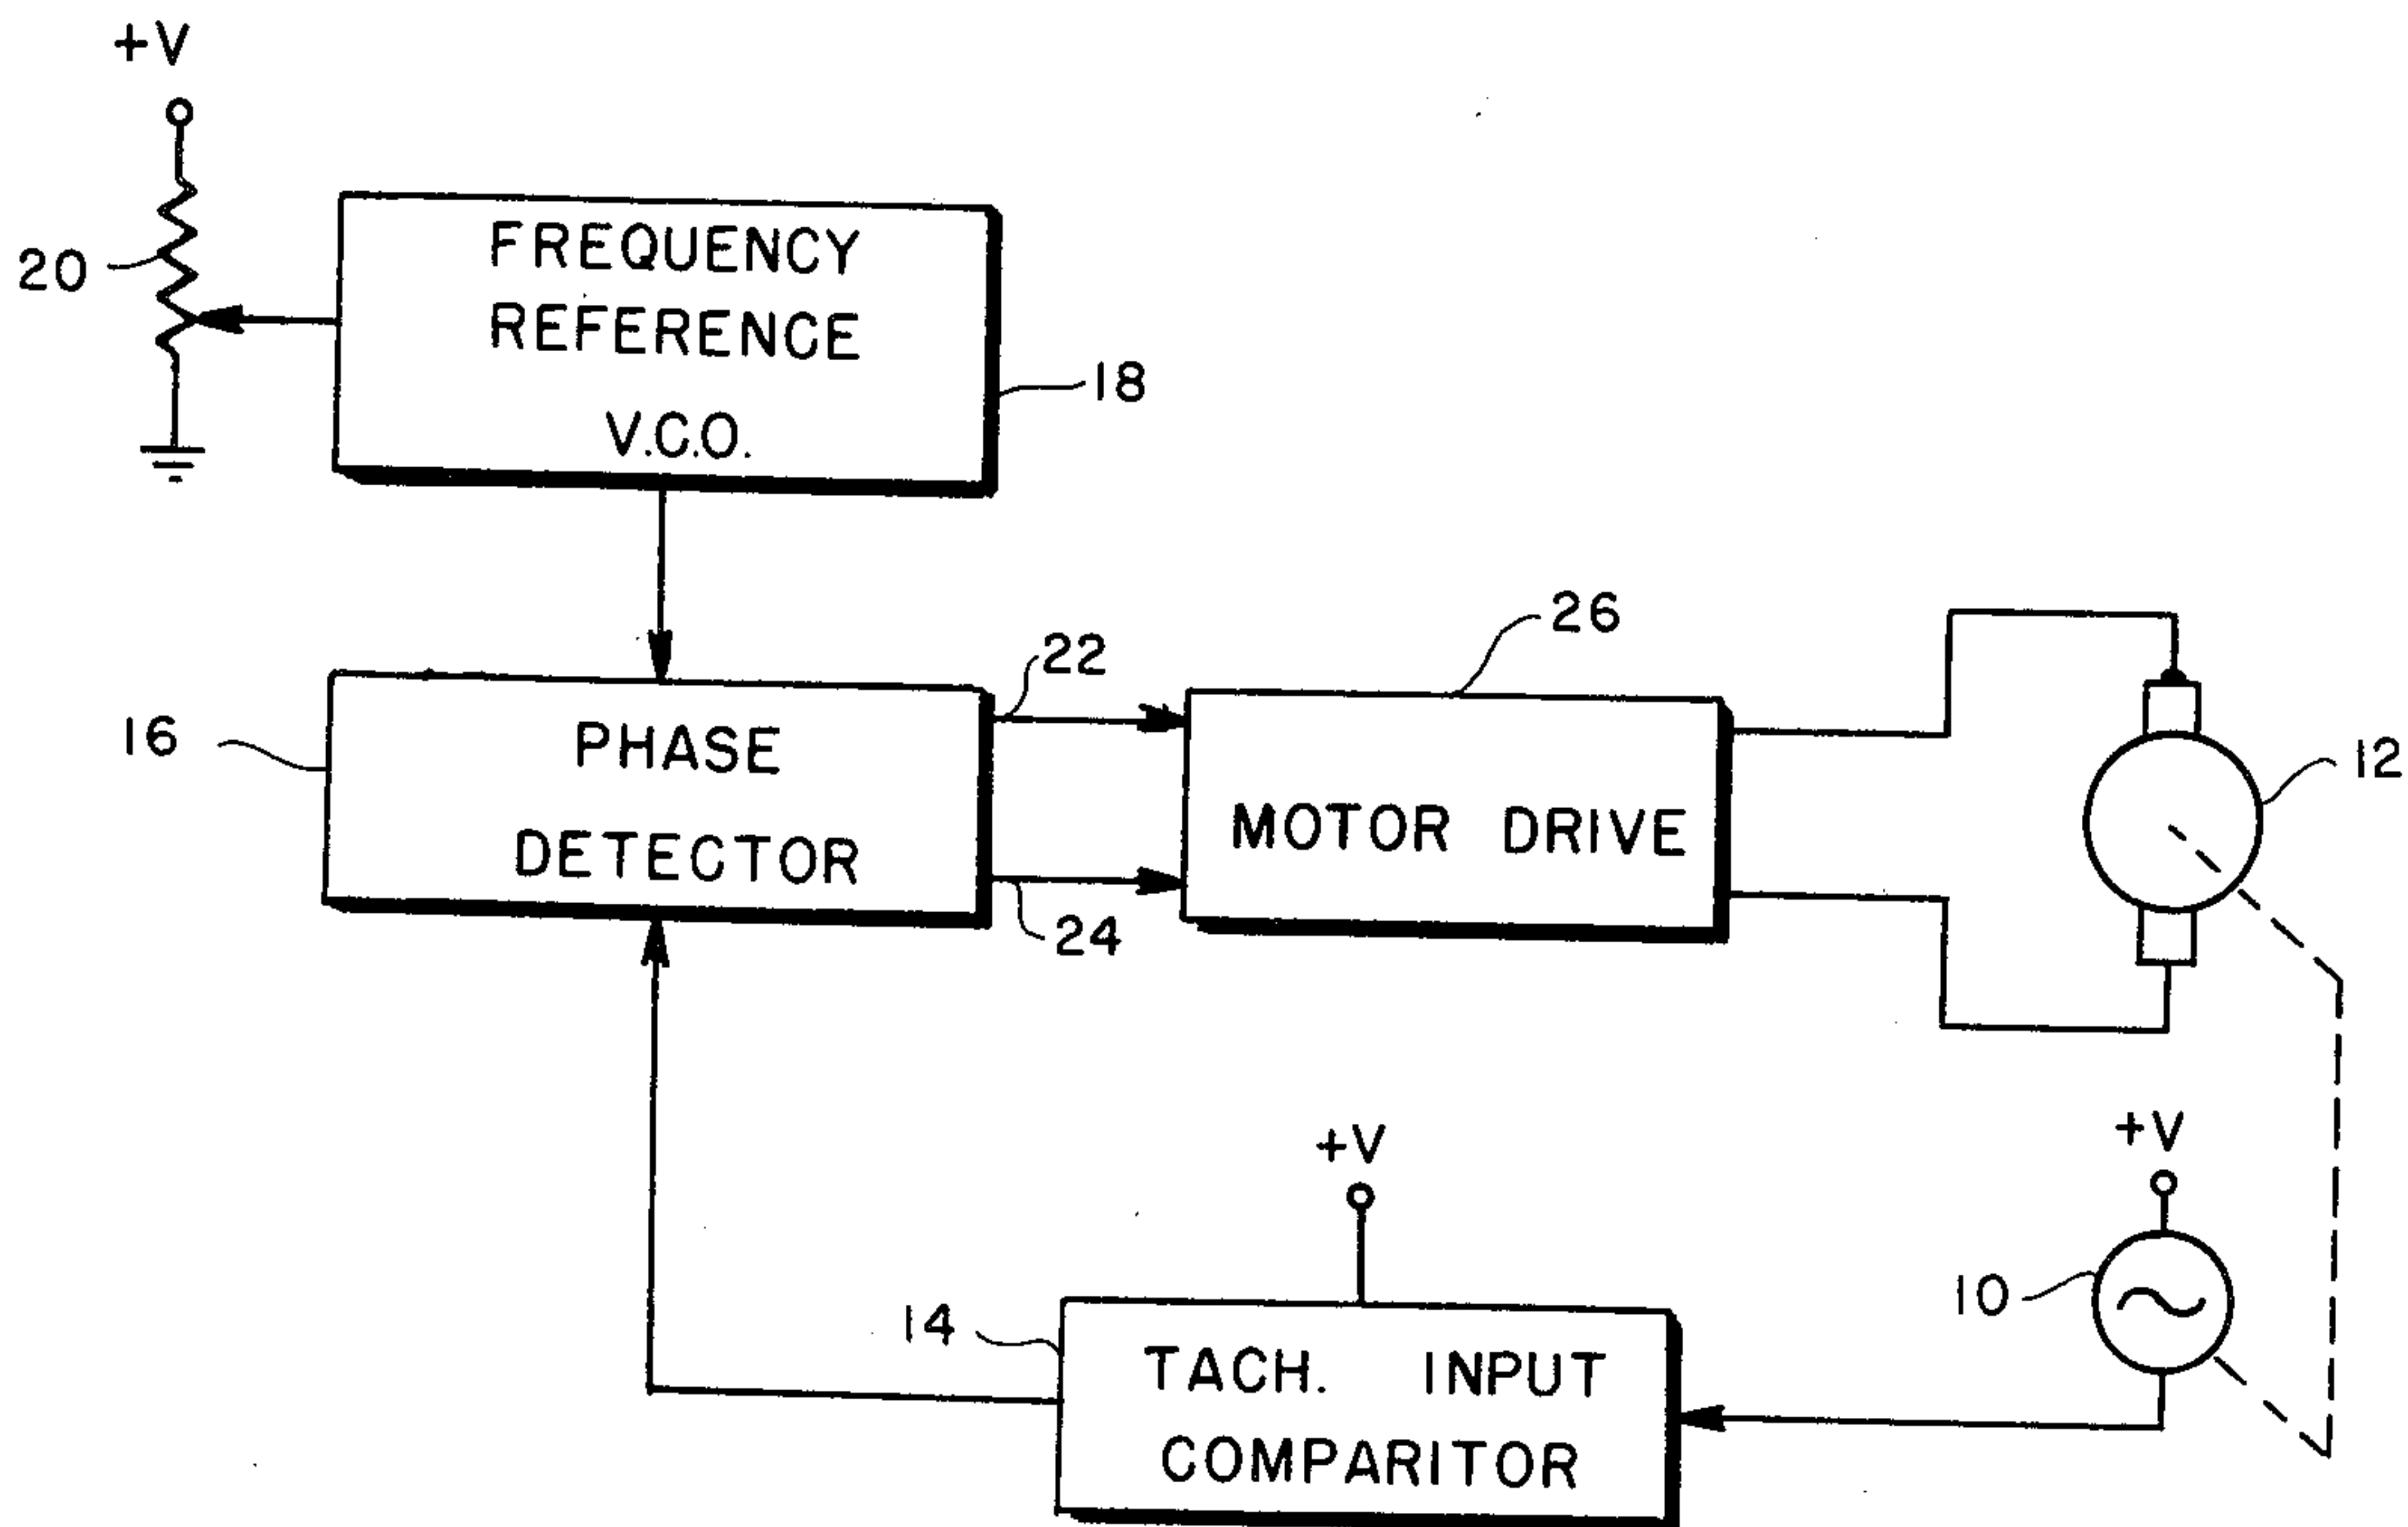 +V
20
FREQUENCY
REFERENCE
V.C.O.
18
16
PHASE
DETECTOR
22
24
26
MOTOR DRIVE
12
+V
+V
10
14
TACH. INPUT
COMPARITOR